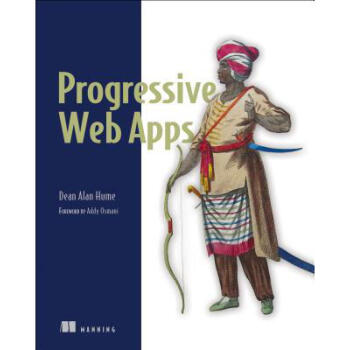 Progressive
Web Apps
Dean Alan Hume
FOREWORD BY Addy Osmani
MANNING